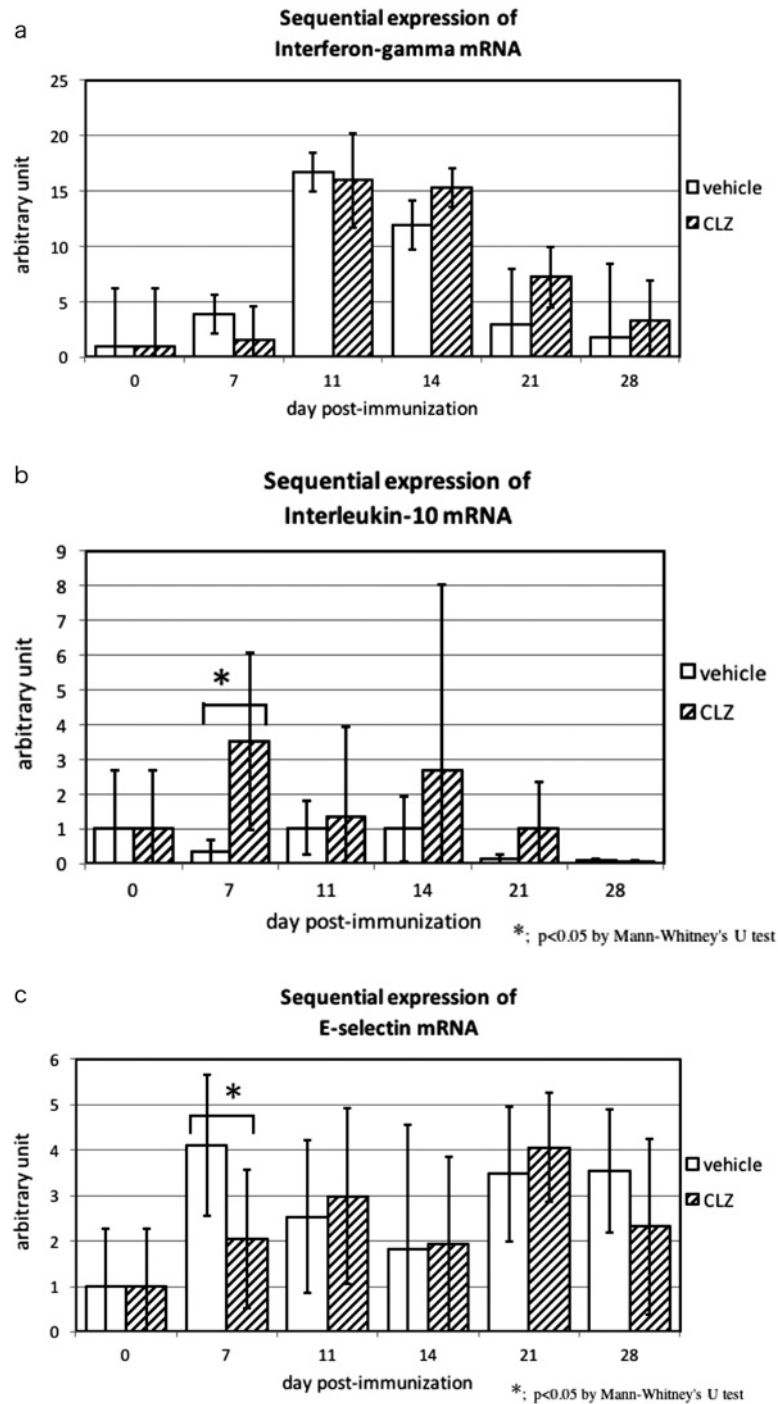 a
Sequential expression of
Interferon-gamma mRNA
25
20
15
10
5
0
arbitrary unit
0 7 11 14 21 28
day post-immunization
vehicle
CLZ
b
Sequential expression of
Interleukin-10 mRNA
9
8
7
6
5
4
3
2
1
0
arbitrary unit
*
0 7 11 14 21 28
day post-immunization
vehicle
CLZ
*; p<0.05 by Mann-Whitney's U test
c
Sequential expression of
E-selectin mRNA
6
5
4
3
2
1
0
arbitrary unit
*
0 7 11 14 21 28
day post-immunization
vehicle
CLZ
*; p<0.05 by Mann-Whitney's U test